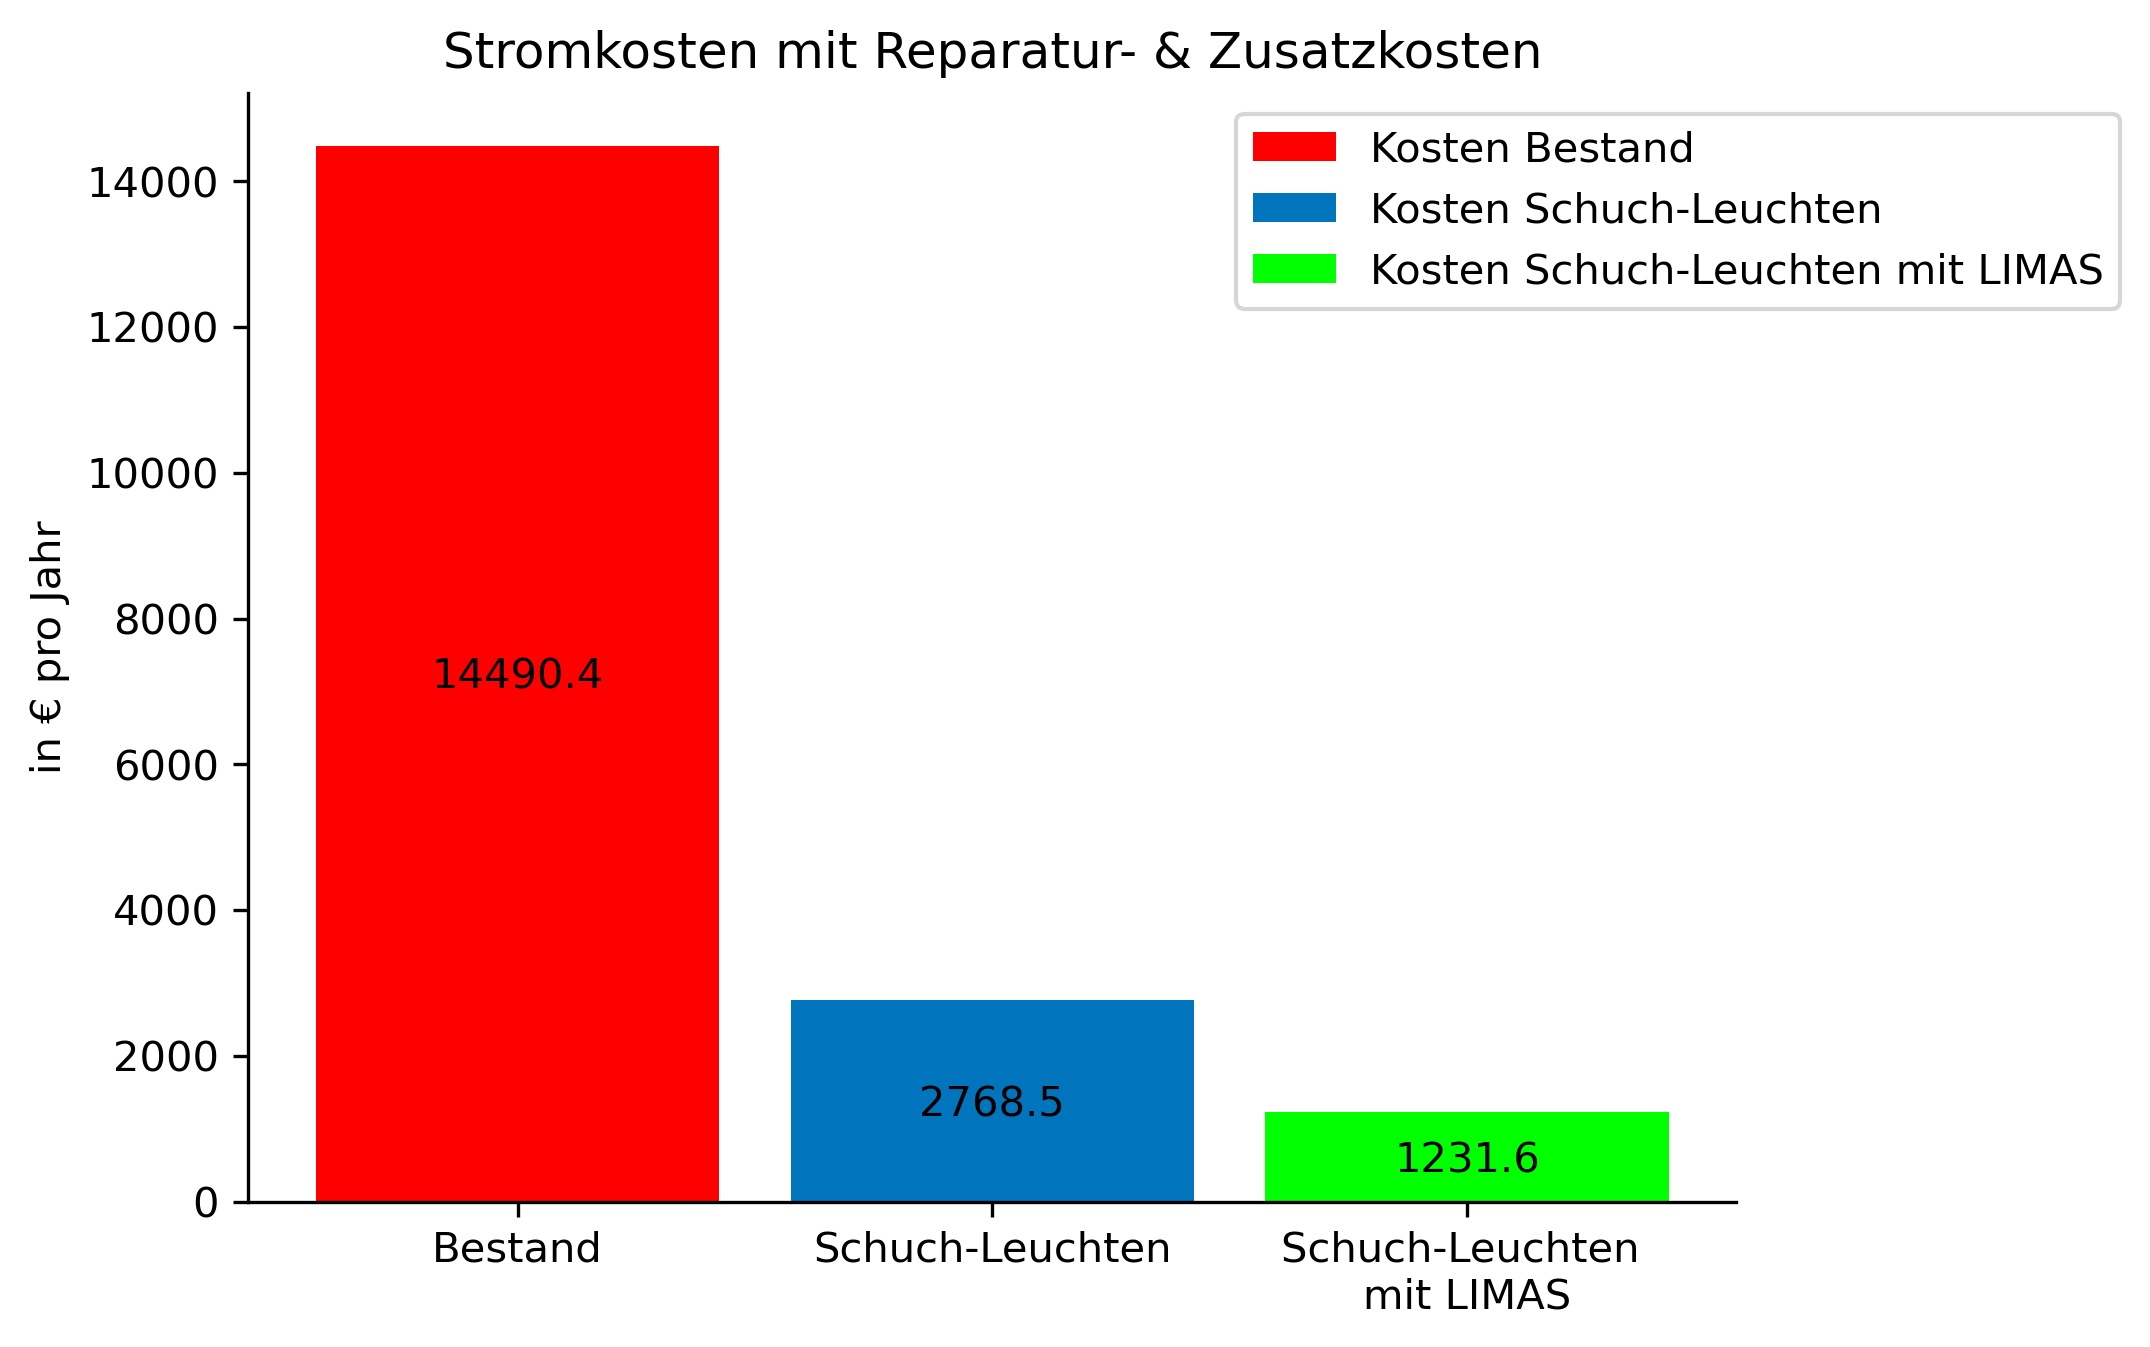 Stromkosten mit Reparatur- & Zusatzkosten
Kosten Bestand
Kosten Schuch-Leuchten
Kosten Schuch-Leuchten mit LIMAS
in € pro Jahr
14000
12000
10000
8000
6000
4000
2000
0
14490.4
2768.5
1231.6
Bestand
Schuch-Leuchten
Schuch-Leuchten
mit LIMAS